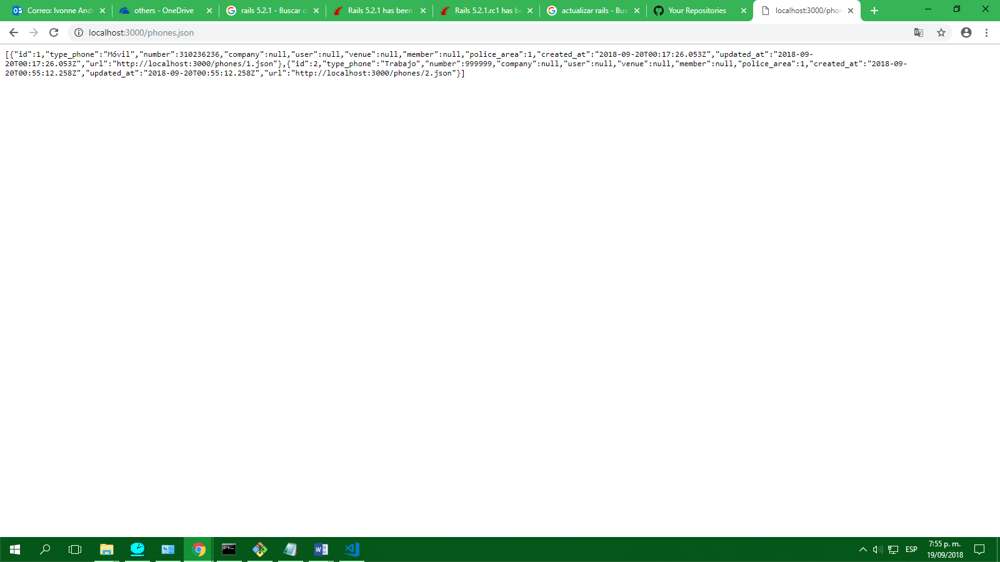 Correo: Ivonne Andr
others - OneDrive
rails 5.2.1 - Buscar co
Rails 5.2.1 has been
Rails 5.2.1.rc1 has be
actualizar rails - Bus
Your Repositories
localhost:3000/phon
localhost:3000/phones.json
[{"id":1,"type_phone":"Móvil","number":310236236,"company":null,"user":null,"venue":null,"member":null,"police_area":1,"created_at":"2018-09-20T00:17:26.053Z","updated_at":"2018-09-
20T00:17:26.053Z","url":"http://localhost:3000/phones/1.json"},{"id":2,"type_phone":"Trabajo","number":999999,"company":null,"user":null,"venue":null,"member":null,"police_area":1,"created_at":"2018-09-
20T00:55:12.258Z","updated_at":"2018-09-20T00:55:12.258Z","url":"http://localhost:3000/phones/2.json"}]
ESP
7:55 p. m.
19/09/2018